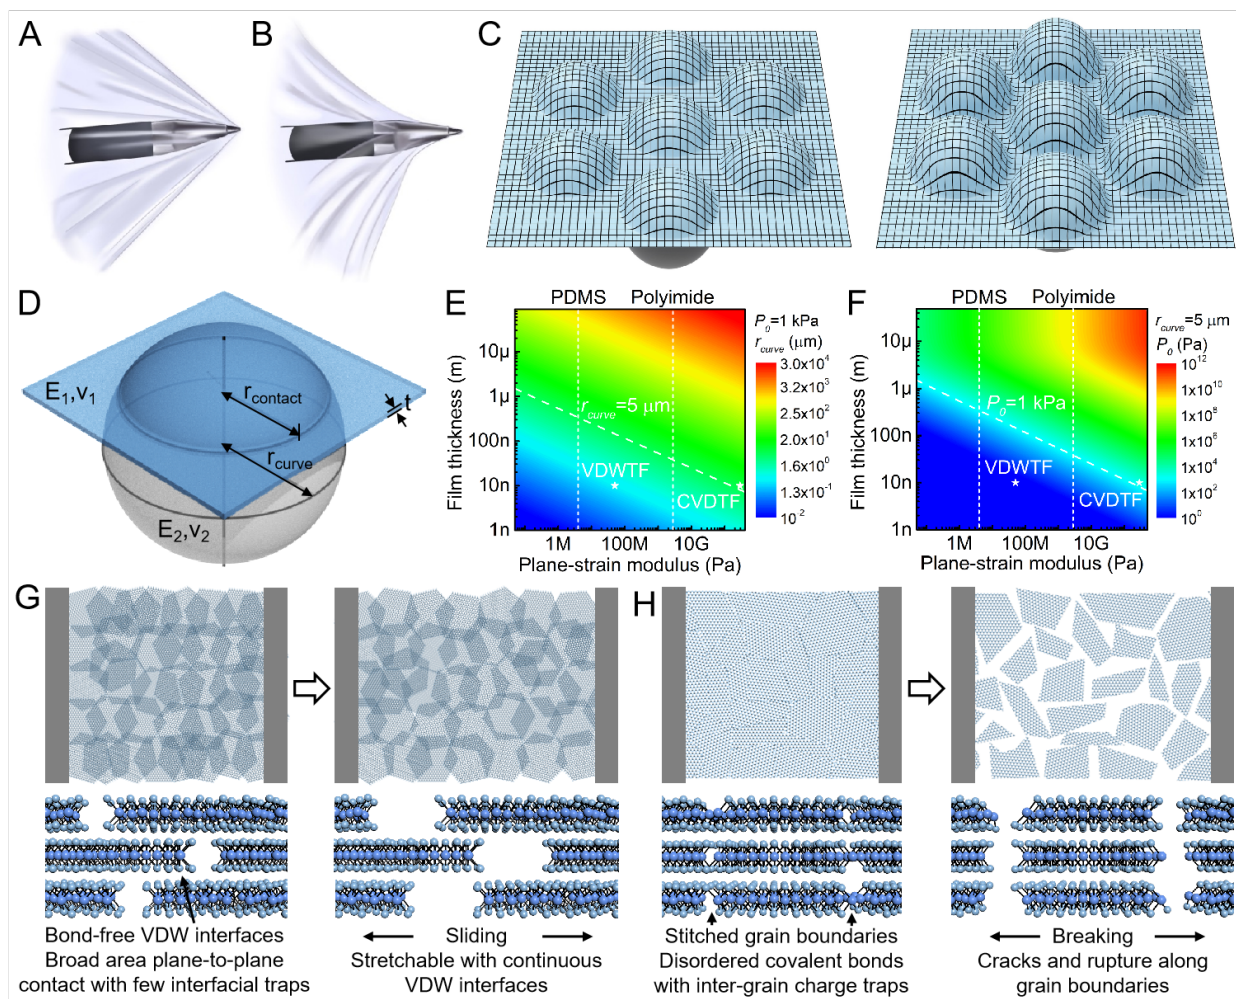 A
B
C
D
E₁,ν₁
r_contact
t
r_curve
E₂,ν₂
E
PDMS Polyimide
P₀=1 kPa
r_curve (μm)
3.0x10⁴
3.2x10³
2.5x10²
2.0x10¹
1.6x10⁰
1.3x10⁻¹
10⁻²
Film thickness (m)
10μ
1μ
100n
10n
1n
r_curve=5 μm
VDWTF
CVDTF
1M 100M 10G
Plane-strain modulus (Pa)
F
PDMS Polyimide
r_curve=5 μm
P₀ (Pa)
10¹²
1x10¹⁰
1x10⁸
1x10⁶
1x10⁴
1x10²
10⁰
Film thickness (m)
10μ
1μ
100n
10n
1n
P₀=1 kPa
VDWTF
CVDTF
1M 100M 10G
Plane-strain modulus (Pa)
G
Bond-free VDW interfaces
Broad area plane-to-plane
contact with few interfacial traps
Sliding
Stretchable with continuous
VDW interfaces
H
Stitched grain boundaries
Disordered covalent bonds
with inter-grain charge traps
Breaking
Cracks and rupture along
grain boundaries